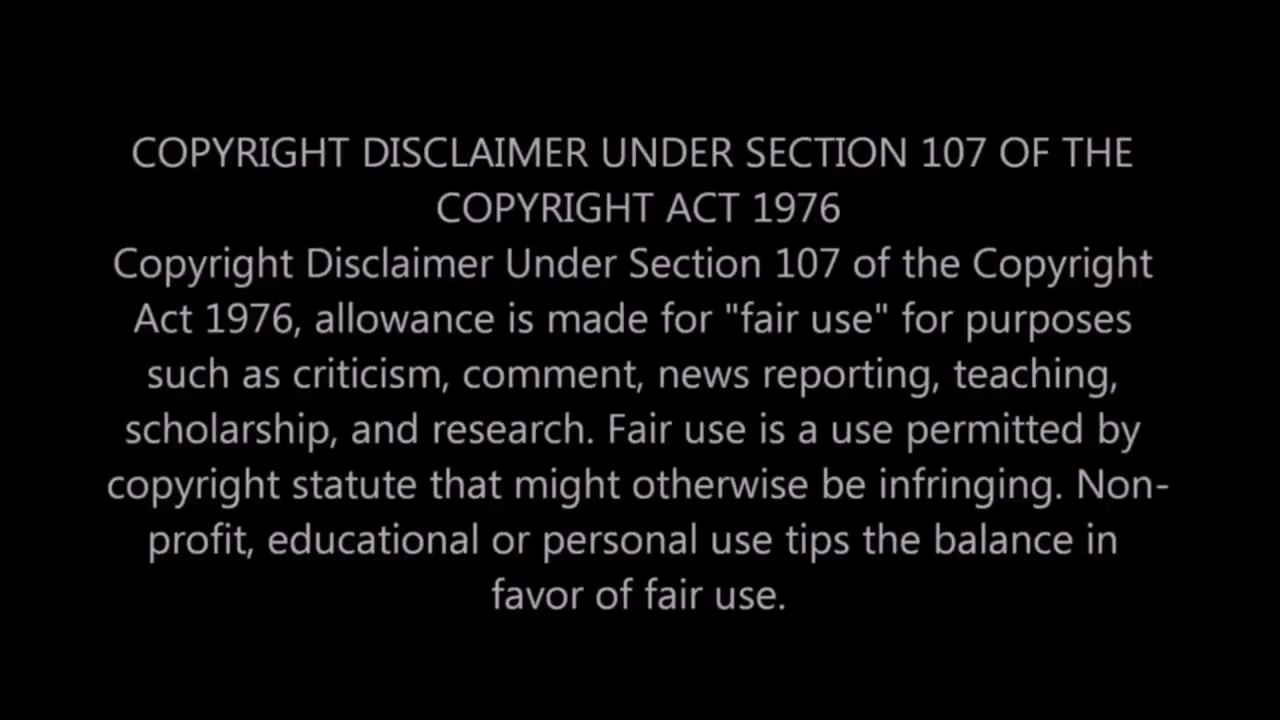 COPYRIGHT DISCLAIMER UNDER SECTION 107 OF THE
COPYRIGHT ACT 1976
Copyright Disclaimer Under Section 107 of the Copyright
Act 1976, allowance is made for "fair use" for purposes
such as criticism, comment, news reporting, teaching,
scholarship, and research. Fair use is a use permitted by
copyright statute that might otherwise be infringing. Non-
profit, educational or personal use tips the balance in
favor of fair use.